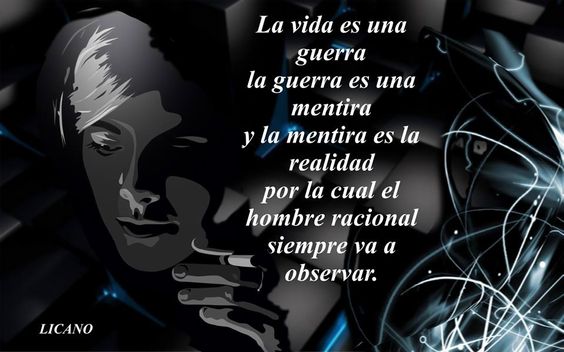 La vida es una
guerra
la guerra es una
mentira
y la mentira es la
realidad
por la cual el
hombre racional
siempre va a
observar.
LICANO